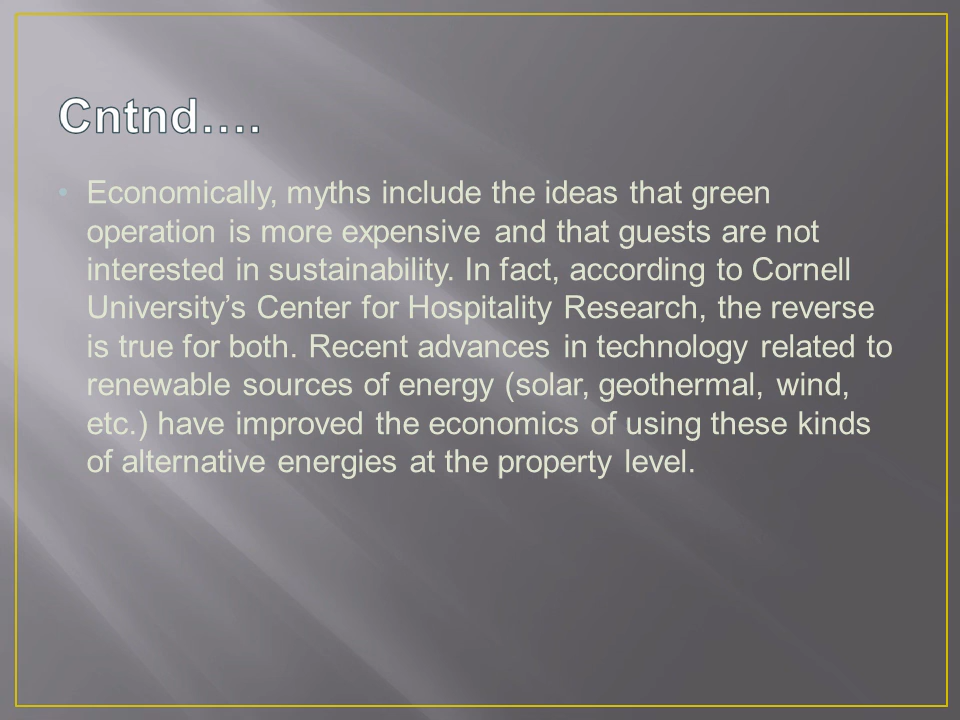 Cntnd….
• Economically, myths include the ideas that green
operation is more expensive and that guests are not
interested in sustainability. In fact, according to Cornell
University’s Center for Hospitality Research, the reverse
is true for both. Recent advances in technology related to
renewable sources of energy (solar, geothermal, wind,
etc.) have improved the economics of using these kinds
of alternative energies at the property level.